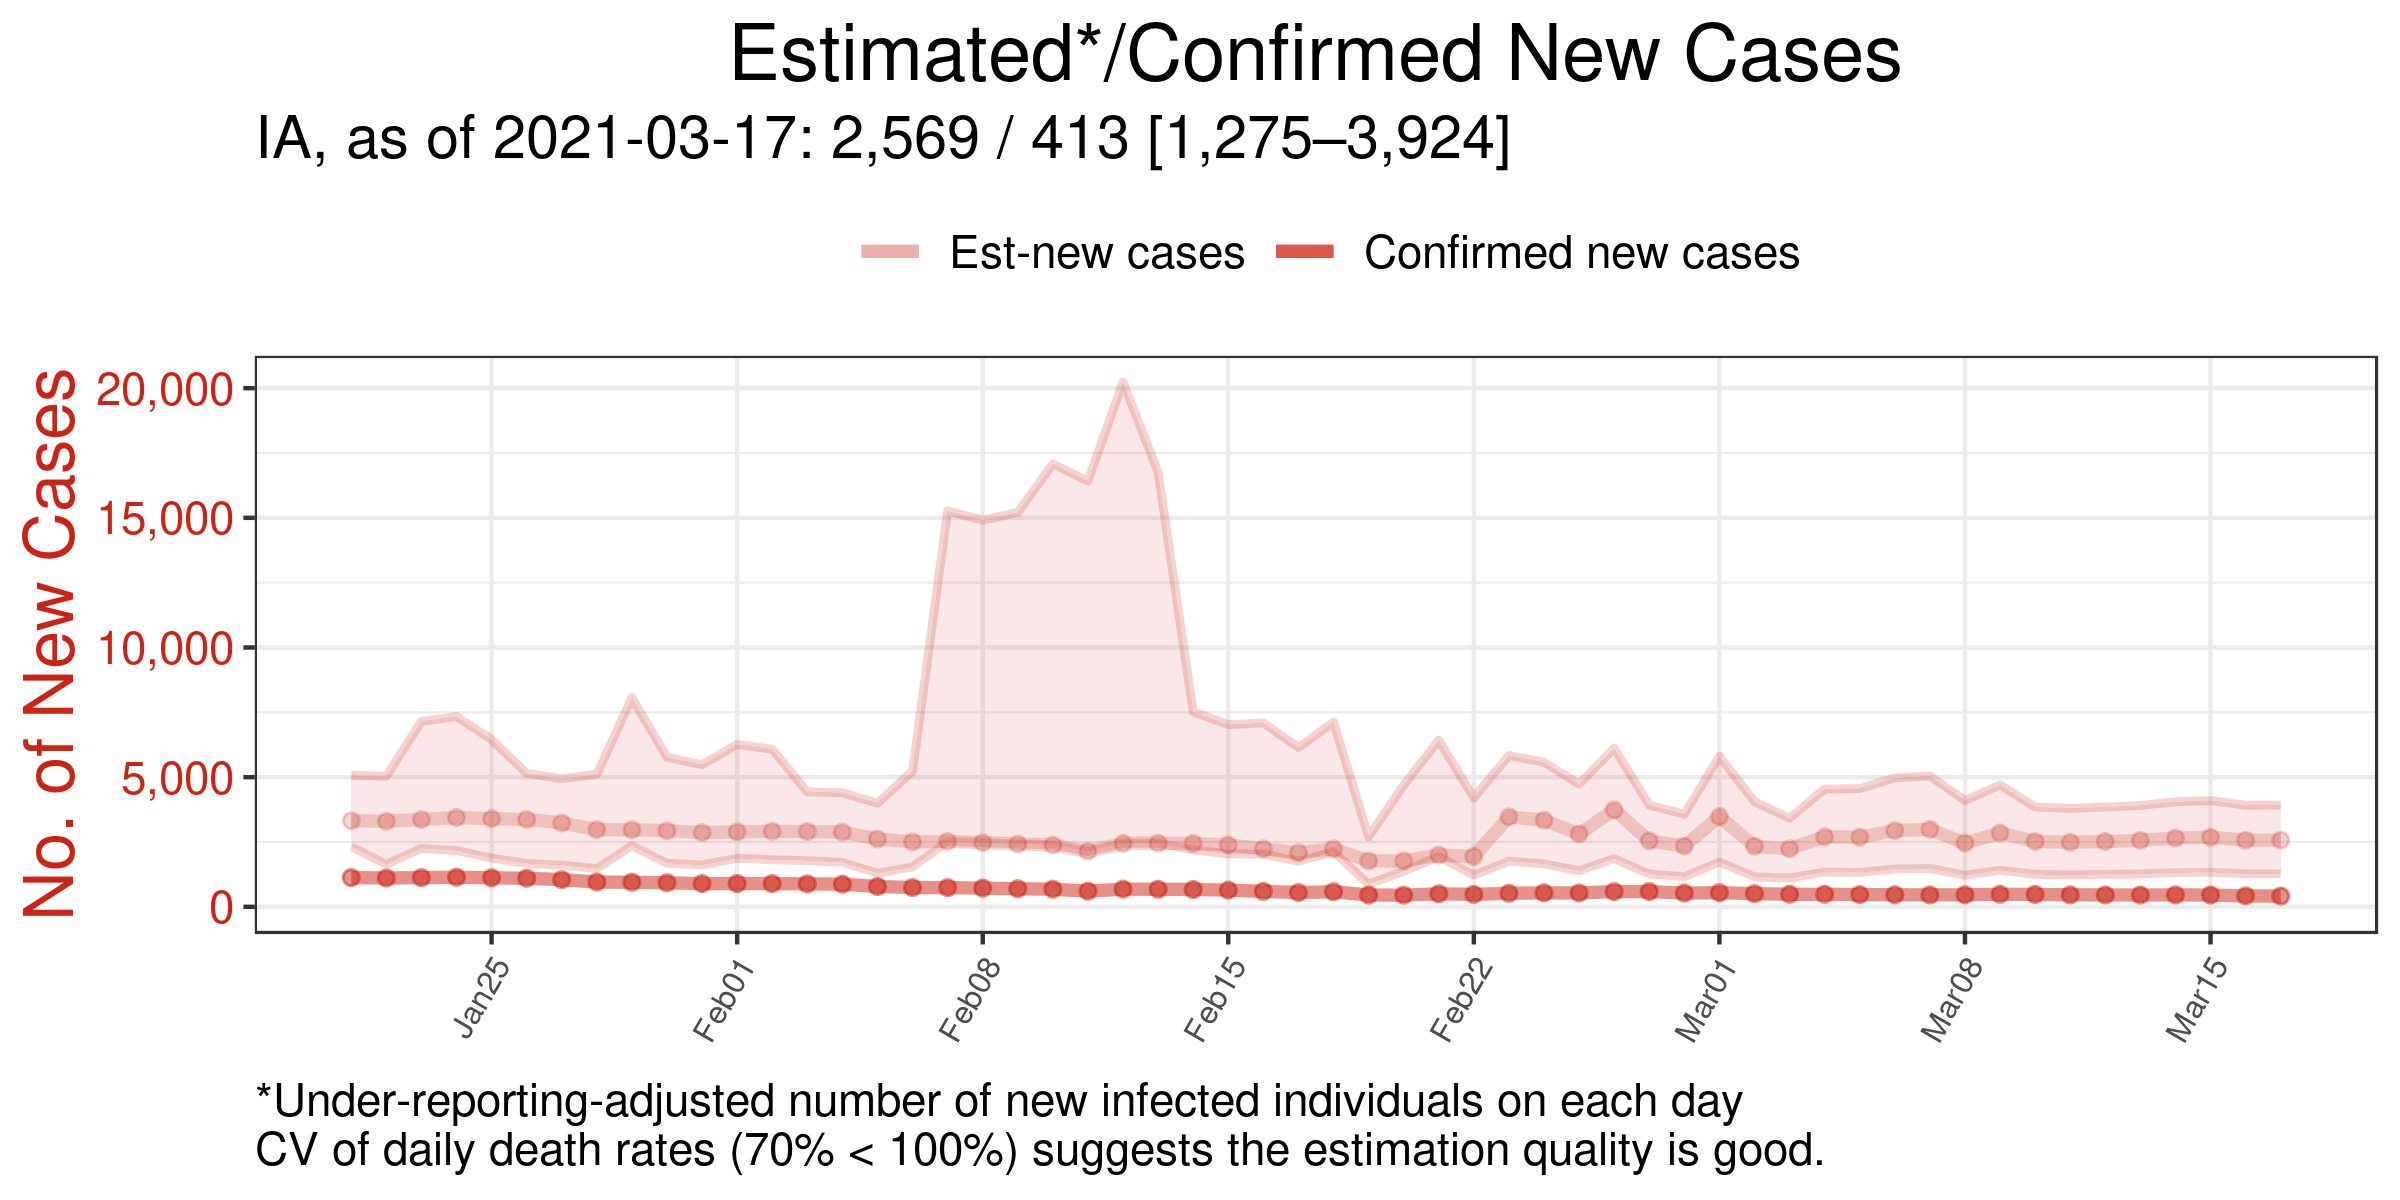 Estimated*/Confirmed New Cases
IA, as of 2021-03-17: 2,569 / 413 [1,275–3,924]
Est-new cases
Confirmed new cases
No. of New Cases
20,000
15,000
10,000
5,000
0
Jan25
Feb01
Feb08
Feb15
Feb22
Mar01
Mar08
Mar15
*Under-reporting-adjusted number of new infected individuals on each day
CV of daily death rates (70% < 100%) suggests the estimation quality is good.